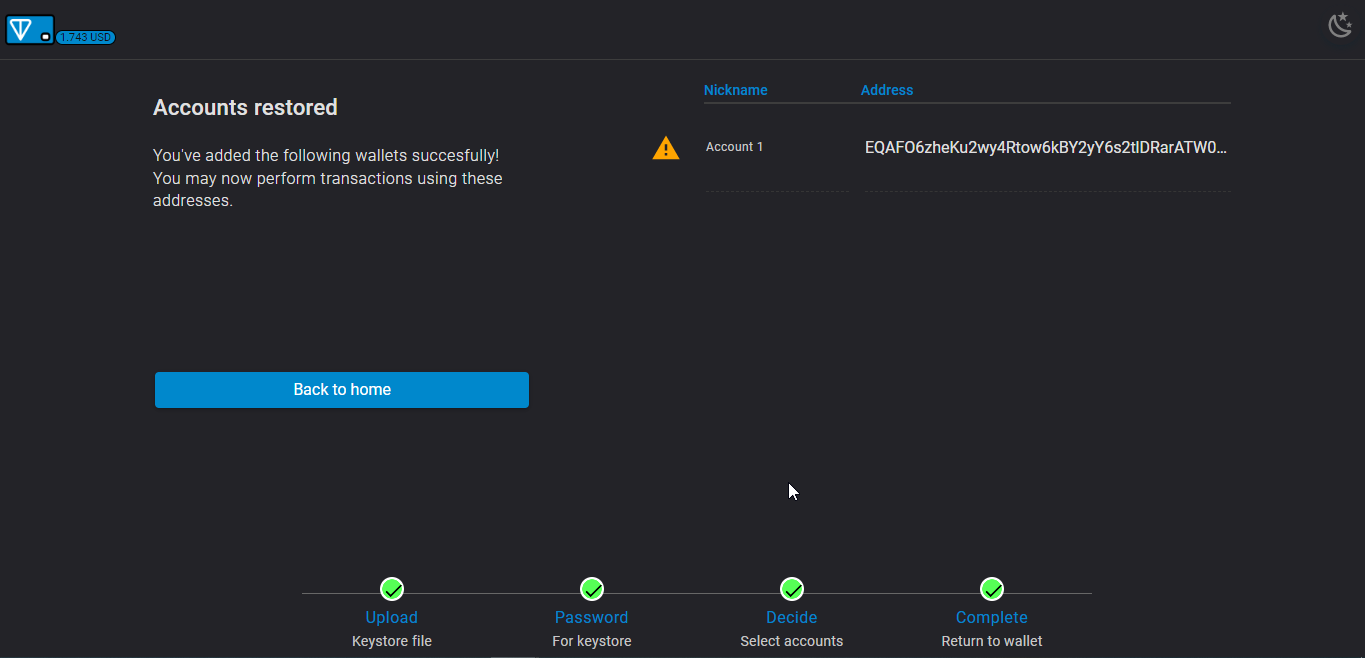 1.743 USD
Accounts restored
You've added the following wallets succesfully!
You may now perform transactions using these
addresses.
Back to home
Nickname Address
Account 1 EQAFO6zheKu2wy4Rtow6kBY2yY6s2tlDRarATW0...
Upload Password Decide Complete
Keystore file For keystore Select accounts Return to wallet